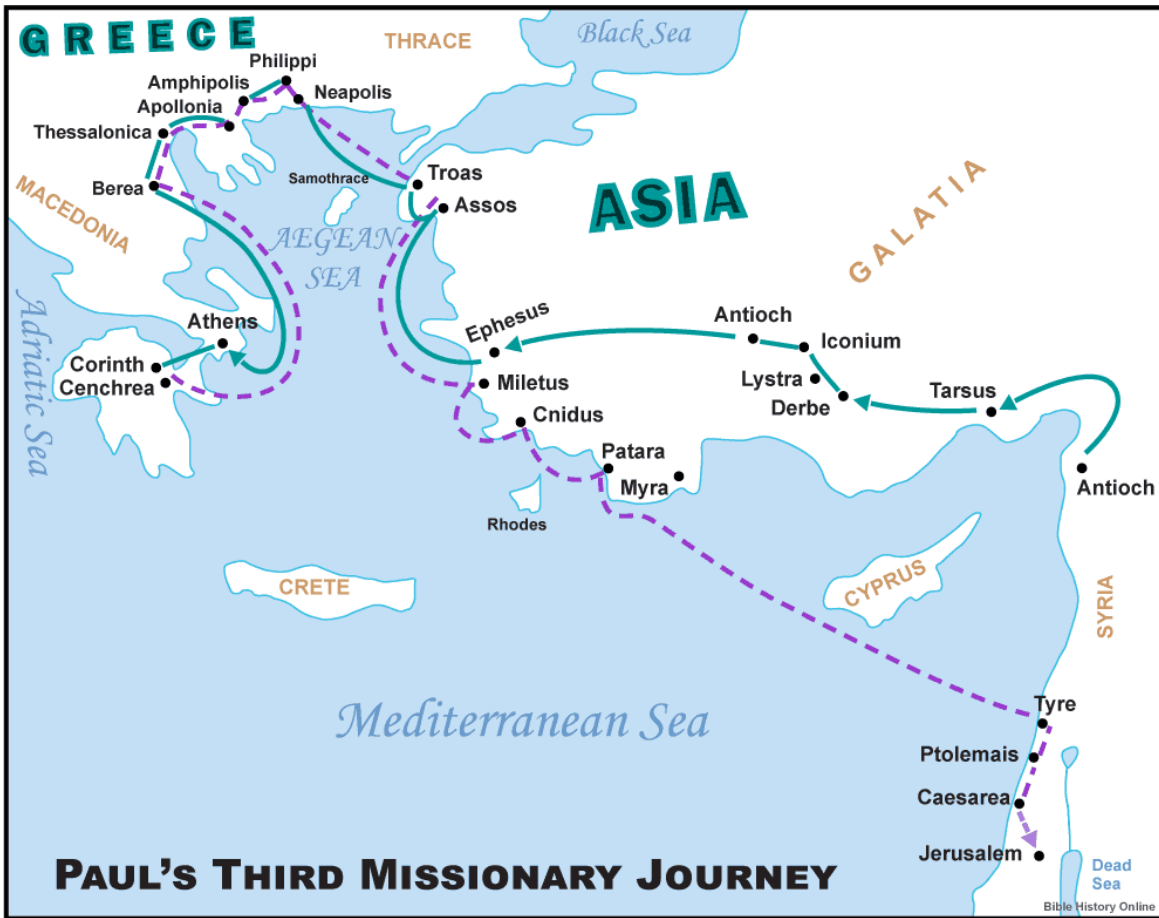 GREECE
THRACE
Black Sea
Philippi
Amphipolis
Neapolis
Apollonia
Thessalonica
Samothrace
Troas
Berea
Assos
ASIA
GALATIA
MACEDONIA
AEGEAN
SEA
Adriatic Sea
Athens
Ephesus
Antioch
Iconium
Corinth
Cenchrea
Miletus
Lystra
Derbe
Tarsus
Cnidus
Patara
Myra
Antioch
Rhodes
CRETE
CYPRUS
SYRIA
Mediterranean Sea
Tyre
Ptolemais
Caesarea
Jerusalem
PAUL'S THIRD MISSIONARY JOURNEY
Dead
Sea
Bible History Online